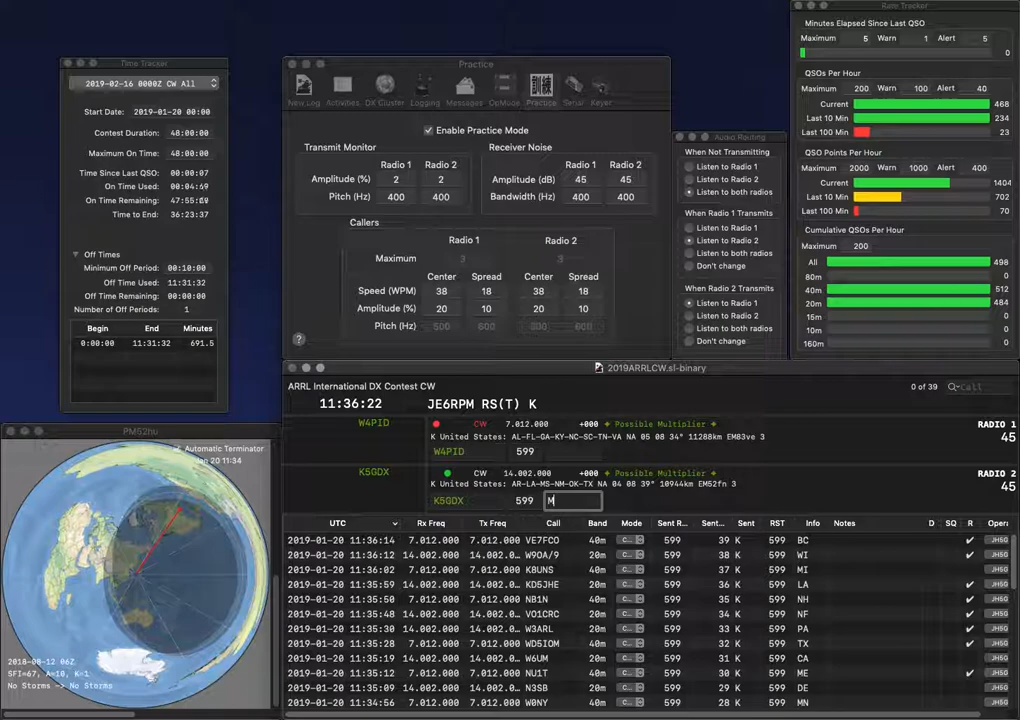 Time Tracker
2019-02-16 0000Z CW All
Start Date: 2019-01-20 00:00
Contest Duration: 48:00:00
Maximum On Time: 48:00:00
Time Since Last QSO: 00:00:07
On Time Used: 00:04:
On Time Remaining: 47:55:
Time to End: 36:23:37
Off Times
Minimum Off Period: 00:10:00
Off Time Used: 11:31:32
Off Time Remaining: 00:00:00
Number of Off Periods: 1
Begin End Minutes
0:00:00 11:31:32 691.5
Practice
New Log Activities DX Cluster Logging Messages OpMode Practice Serial Keyer
訓練
Enable Practice Mode
Transmit Monitor
Radio 1 Radio 2
Amplitude (%) 2 2
Pitch (Hz) 400 400
Receiver Noise
Radio 1 Radio 2
Amplitude (dB) 45 45
Bandwidth (Hz) 400 400
Callers
Radio 1 Radio 2
Maximum 3 3
Center Spread Center Spread
Speed (WPM) 38 18 38 18
Amplitude (%) 20 10 20 10
Pitch (Hz) 500 600 600
?
Audio Routing
When Not Transmitting
Listen to Radio 1
Listen to Radio 2
Listen to both radios
When Radio 1 Transmits
Listen to Radio 1
Listen to Radio 2
Listen to both radios
Don't change
When Radio 2 Transmits
Listen to Radio 1
Listen to Radio 2
Listen to both radios
Don't change
Rate Tracker
Minutes Elapsed Since Last QSO
Maximum 5 Warn 1 Alert 5
0
QSOs Per Hour
Maximum 200 Warn 100 Alert 40
Current 468
Last 10 Min 234
Last 100 Min 23
QSO Points Per Hour
Maximum 2000 Warn 1000 Alert 400
Current 1404
Last 10 Min 702
Last 100 Min 70
Cumulative QSOs Per Hour
Maximum 200
All 498
80m 0
40m 512
20m 484
15m 0
10m 0
160m 0
PM52hu
Automatic Terminator
Jan 20 11:34
2018-08-12 06Z
SFI=67, A=10, K=1
No Storms -> No Storms
2019ARRLCW.sl-binary
ARRL International DX Contest CW
0 of 39 Call
11:36:22 JE6RPM RS(T) K
W4PID CW 7.012.000 +000 Possible Multiplier RADIO 1
K United States: AL-FL-GA-KY-NC-SC-TN-VA NA 05 08 34° 11288km EM83ve 3 45
W4PID 599
K5GDX CW 14.002.000 +000 Possible Multiplier RADIO 2
K United States: AR-LA-MS-NM-OK-TX NA 04 08 39° 10944km EM52fn 3 45
K5GDX 599 M
UTC Rx Freq Tx Freq Call Band Mode Sent R... Sent... Sent RST Info Notes D SQ R Opera
2019-01-20 11:36:14 7.012.000 7.012.000 VE7FCO 40m C... 599 39 K 599 BC ✔ JH5G
2019-01-20 11:36:12 14.002.000 14.002.0... W9OA/9 20m C... 599 38 K 599 WI ✔ JH5G
2019-01-20 11:36:02 7.012.000 7.012.000 K8UNS 40m C... 599 37 K 599 MI JH5G
2019-01-20 11:35:59 14.002.000 14.002.0... KD5JHE 20m C... 599 36 K 599 LA ✔ JH5G
2019-01-20 11:35:50 7.012.000 7.012.000 NB1N 40m C... 599 35 K 599 NH ✔ JH5G
2019-01-20 11:35:48 14.002.000 14.002.0... VO1CRC 20m C... 599 34 K 599 NF ✔ JH5G
2019-01-20 11:35:30 14.002.000 14.002.0... W3ARL 20m C... 599 33 K 599 PA ✔ JH5G
2019-01-20 11:35:28 7.012.000 7.012.000 WD5IOM 40m C... 599 32 K 599 TX ✔ JH5G
2019-01-20 11:35:19 14.002.000 14.002.0... W6UM 20m C... 599 31 K 599 CA JH5G
2019-01-20 11:35:12 7.012.000 7.012.000 NU1T 40m C... 599 30 K 599 ME ✔ JH5G
2019-01-20 11:35:09 14.002.000 14.002.0... N3SB 20m C... 599 29 K 599 DE JH5G
2019-01-20 11:34:56 7.012.000 7.012.000 W0NY 40m C... 599 28 K 599 MN JH5G